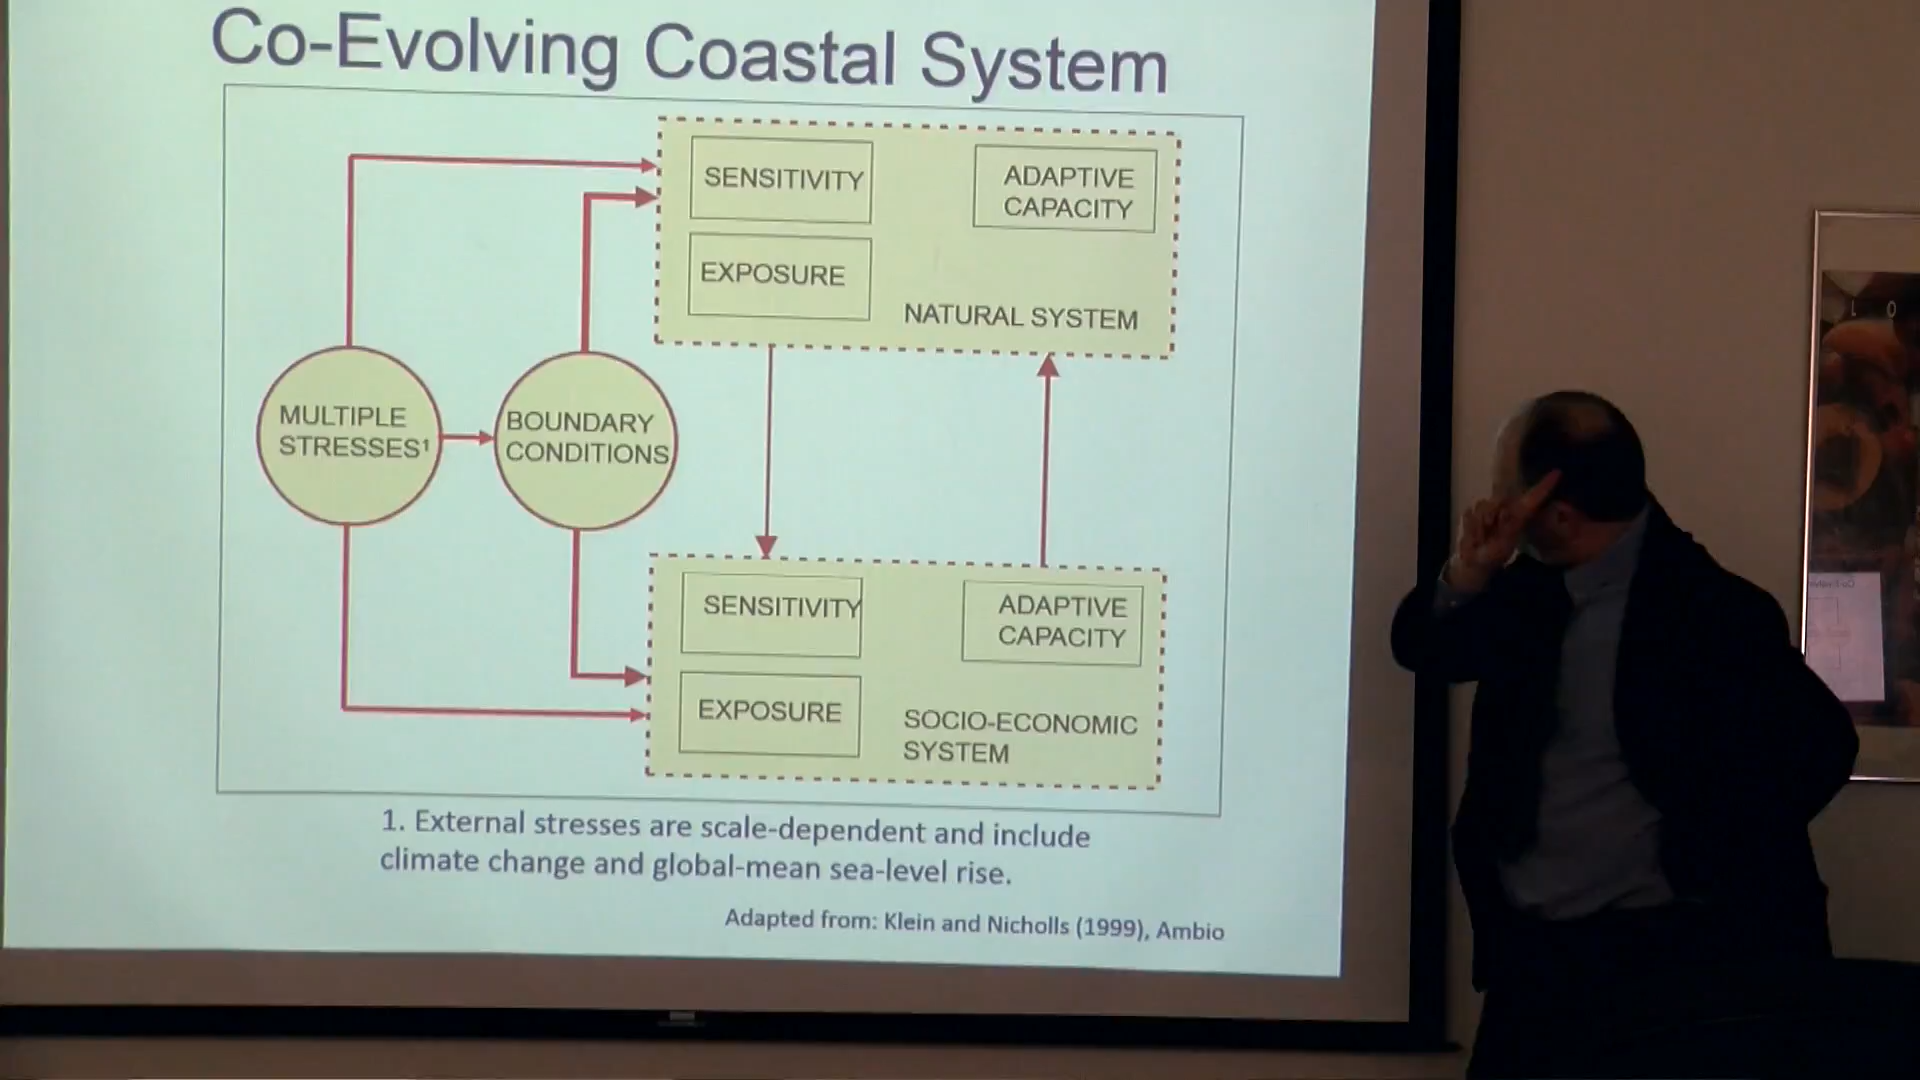 Co-Evolving Coastal System
SENSITIVITY
ADAPTIVE
CAPACITY
EXPOSURE
NATURAL SYSTEM
MULTIPLE
STRESSES¹
BOUNDARY
CONDITIONS
SENSITIVITY
ADAPTIVE
CAPACITY
EXPOSURE
SOCIO-ECONOMIC
SYSTEM
1. External stresses are scale-dependent and include
climate change and global-mean sea-level rise.
Adapted from: Klein and Nicholls (1999), Ambio